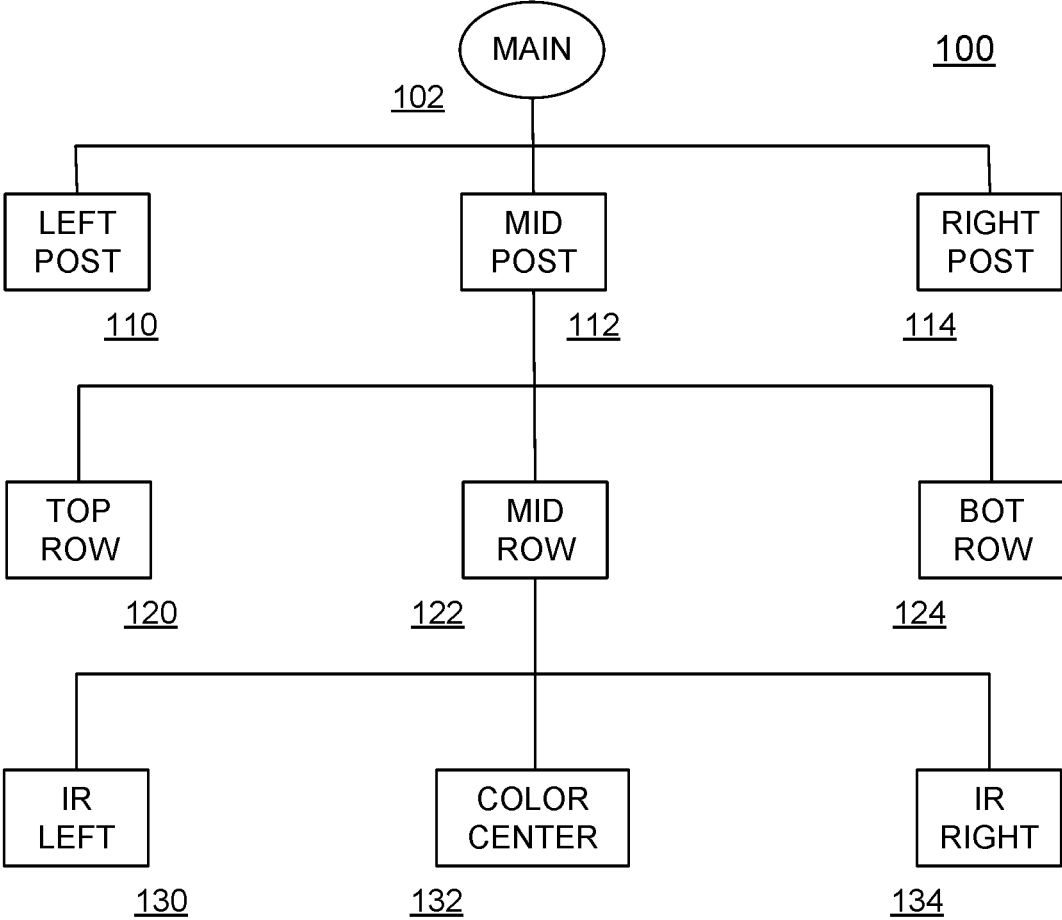 MAIN
100
102
LEFT
POST
MID
POST
RIGHT
POST
110
112
114
TOP
ROW
MID
ROW
BOT
ROW
120
122
124
IR
LEFT
COLOR
CENTER
IR
RIGHT
130
132
134